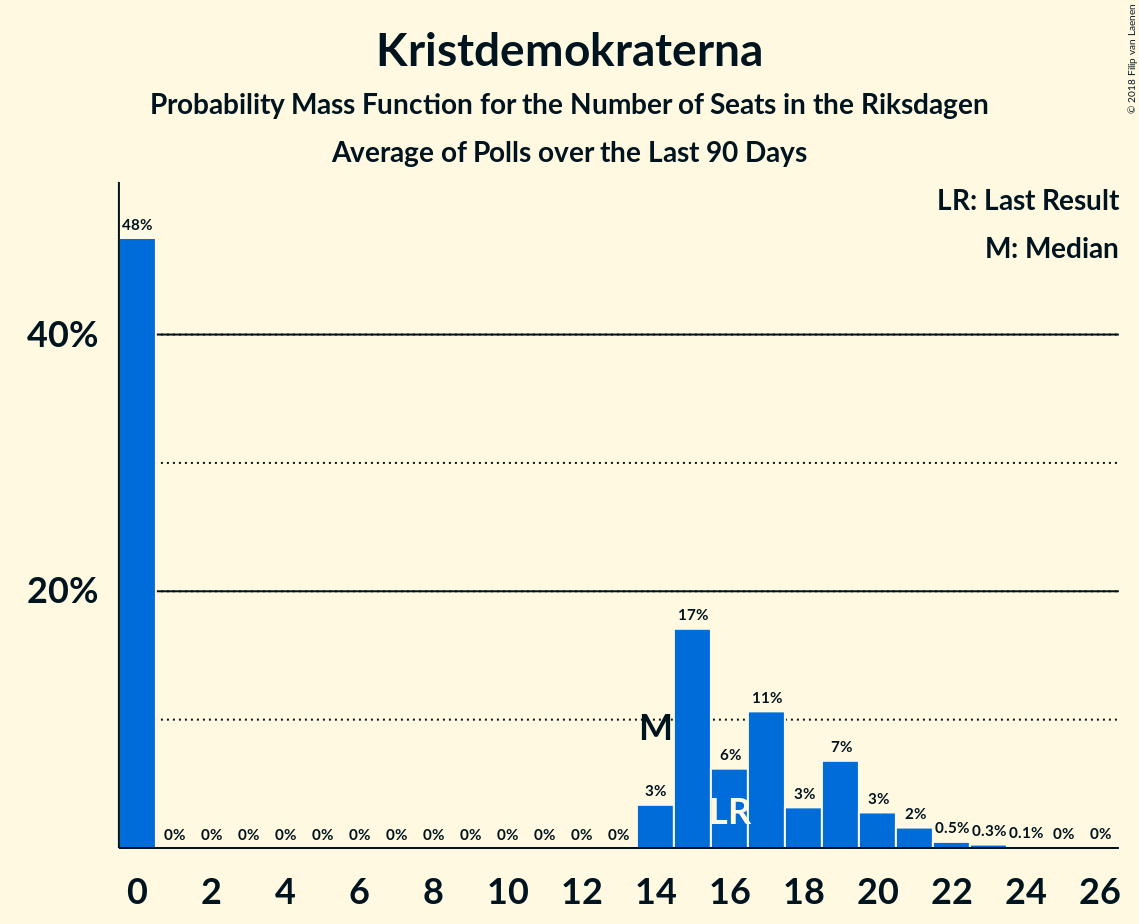 Kristdemokraterna
Probability Mass Function for the Number of Seats in the Riksdagen
Average of Polls over the Last 90 Days
© 2018 Filip van Laenen
LR: Last Result
M: Median
48%
40%
20%
17%
11%
M
7%
6%
3%
LR
3%
3%
2%
0% 0% 0% 0% 0% 0% 0% 0% 0% 0% 0% 0% 0% 0.5% 0.3% 0.1% 0% 0%
0 2 4 6 8 10 12 14 16 18 20 22 24 26